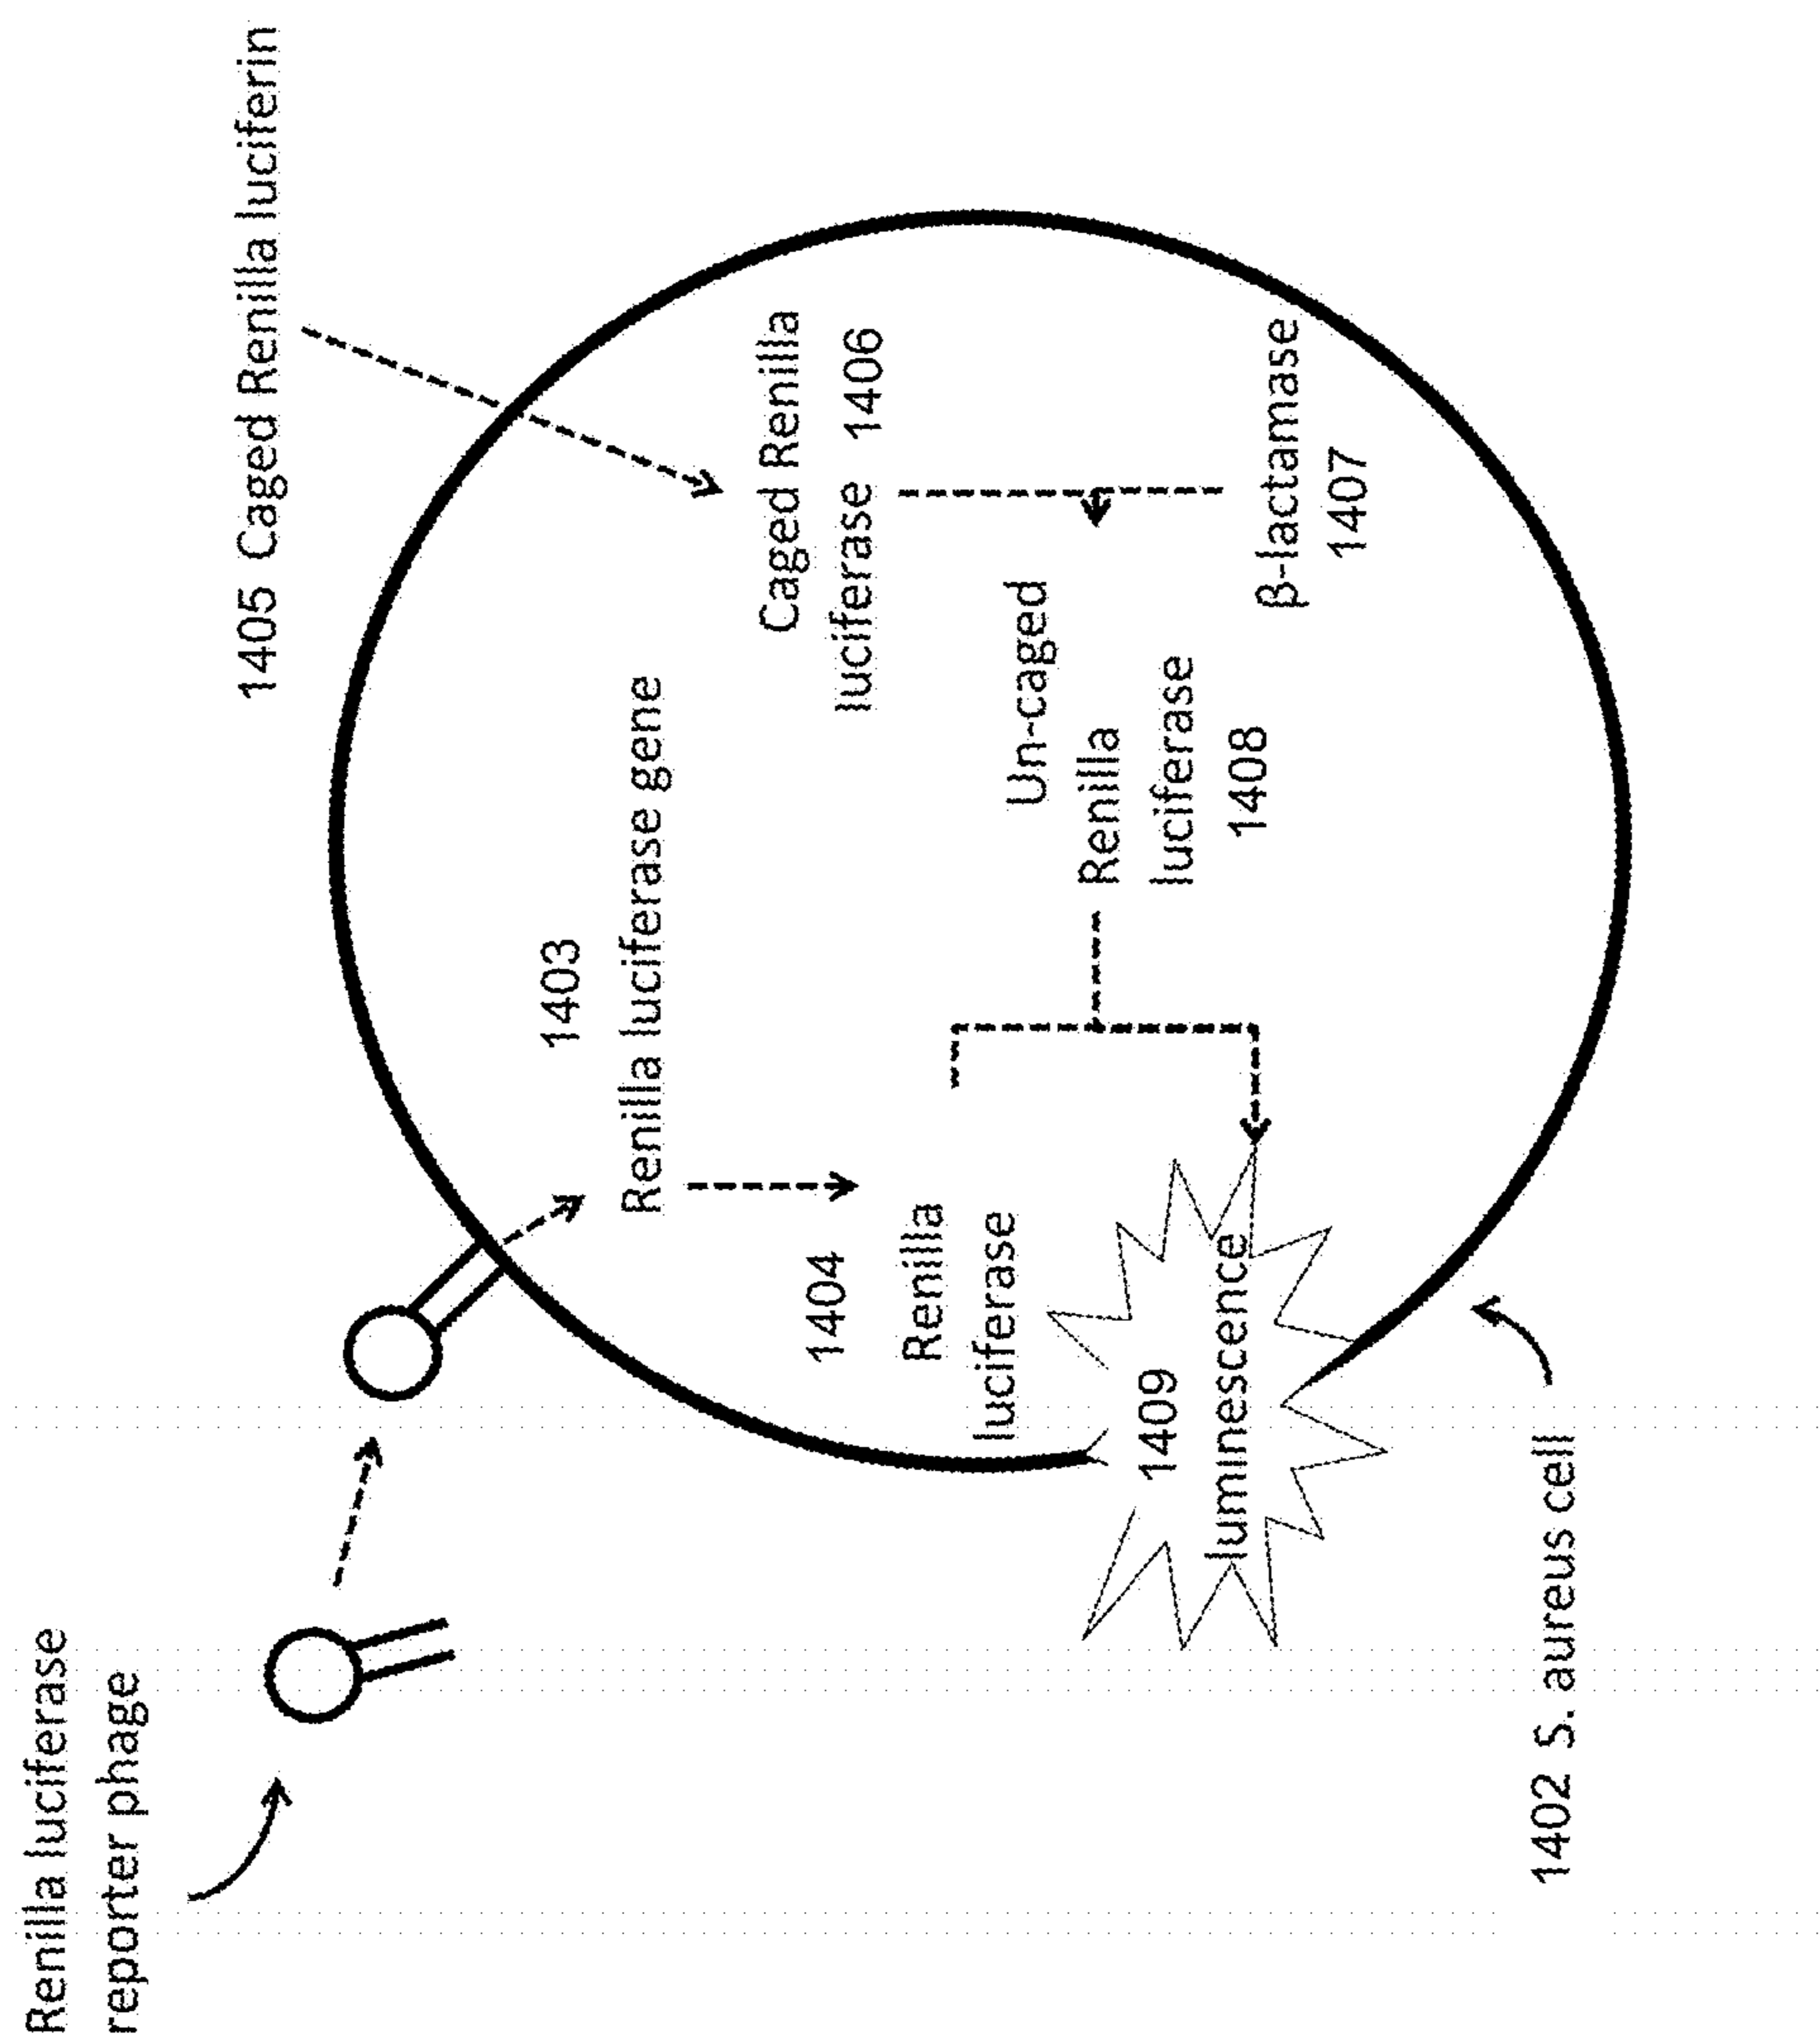 Renilla luciferase
reporter phage
1405 Caged Renilla luciferin
1403
Renilla luciferase gene
Caged Renilla
luciferase 1406
1404
Renilla
luciferase
Un-caged
Renilla
luciferase
1408
β-lactamase
1407
1409
luminescence
1402 S. aureus cell